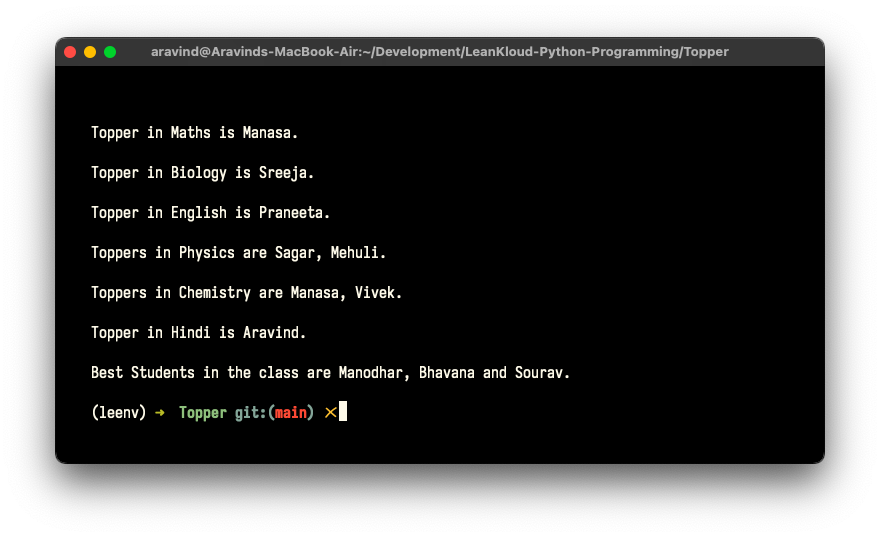 aravind@Aravinds-MacBook-Air:~/Development/LeanKloud-Python-Programming/Topper
Topper in Maths is Manasa.
Topper in Biology is Sreeja.
Topper in English is Praneeta.
Toppers in Physics are Sagar, Mehuli.
Toppers in Chemistry are Manasa, Vivek.
Topper in Hindi is Aravind.
Best Students in the class are Manodhar, Bhavana and Sourav.
(leenv) ➜ Topper git:(main) ✗